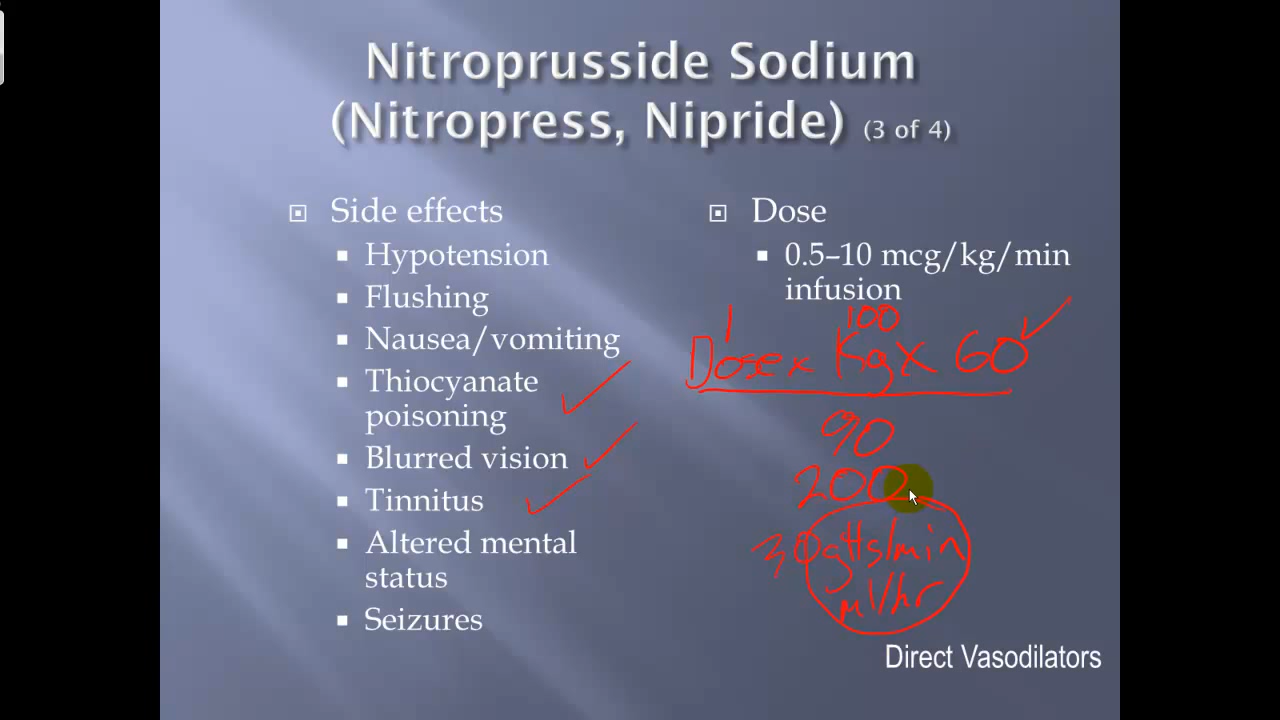 Nitroprusside Sodium
(Nitropress, Nipride) (3 of 4)
Side effects
Hypotension
Flushing
Nausea/vomiting
Thiocyanate
poisoning
Blurred vision
Tinnitus
Altered mental
status
Seizures
Dose
0.5–10 mcg/kg/min
infusion
1 100
Dose x Kg x 60
90
200
30 gtts/min
ml/hr
Direct Vasodilators